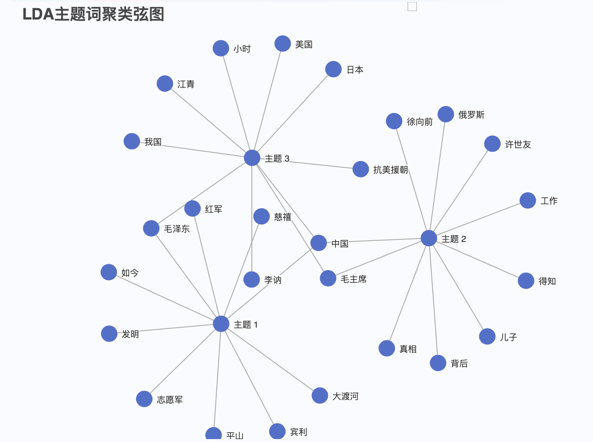 LDA主题词聚类弦图
小时
美国
日本
江青
我国
主题 3
抗美援朝
徐向前
俄罗斯
许世友
工作
红军
毛泽东
慈禧
中国
主题 2
李讷
毛主席
得知
如今
主题 1
发明
儿子
真相
背后
志愿军
大渡河
平山
宾利